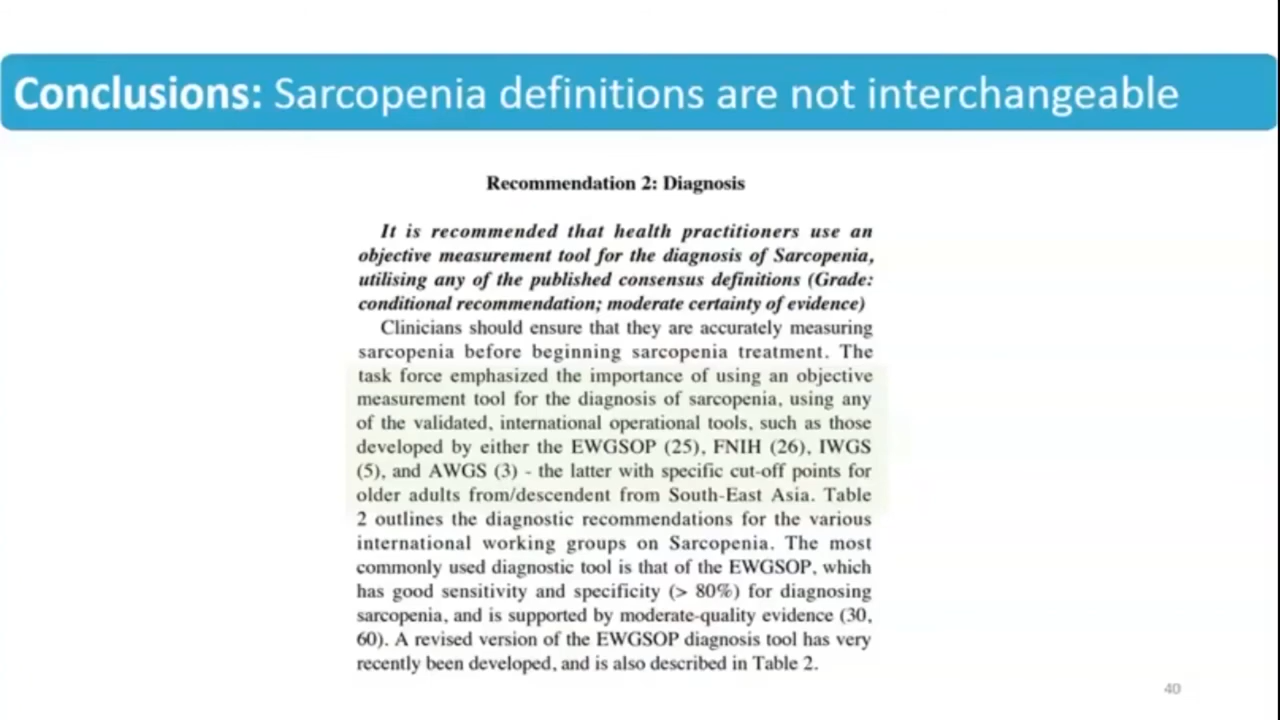 Conclusions: Sarcopenia definitions are not interchangeable
Recommendation 2: Diagnosis
It is recommended that health practitioners use an
objective measurement tool for the diagnosis of Sarcopenia,
utilising any of the published consensus definitions (Grade:
conditional recommendation; moderate certainty of evidence)
Clinicians should ensure that they are accurately measuring
sarcopenia before beginning sarcopenia treatment. The
task force emphasized the importance of using an objective
measurement tool for the diagnosis of sarcopenia, using any
of the validated, international operational tools, such as those
developed by either the EWGSOP (25), FNIH (26), IWGS
(5), and AWGS (3) - the latter with specific cut-off points for
older adults from/descendent from South-East Asia. Table
2 outlines the diagnostic recommendations for the various
international working groups on Sarcopenia. The most
commonly used diagnostic tool is that of the EWGSOP, which
has good sensitivity and specificity (> 80%) for diagnosing
sarcopenia, and is supported by moderate-quality evidence (30,
60). A revised version of the EWGSOP diagnosis tool has very
recently been developed, and is also described in Table 2.
40